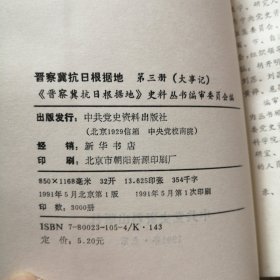 晋察冀抗日根据地 第三册（大事记）
《晋察冀抗日根据地》史料丛书编审委员会编
出版发行：中共党史资料出版社
（北京1929信箱 中央党校南院）
经 销：新华书店
印 刷：北京市朝阳新源印刷厂
850×1168毫米 32开 13.625印张 354千字
1991年5月北京第1版 1991年5月第1次印刷
印 数：3000册
ISBN 7-80023-105-4/K·143
定 价：5.20元